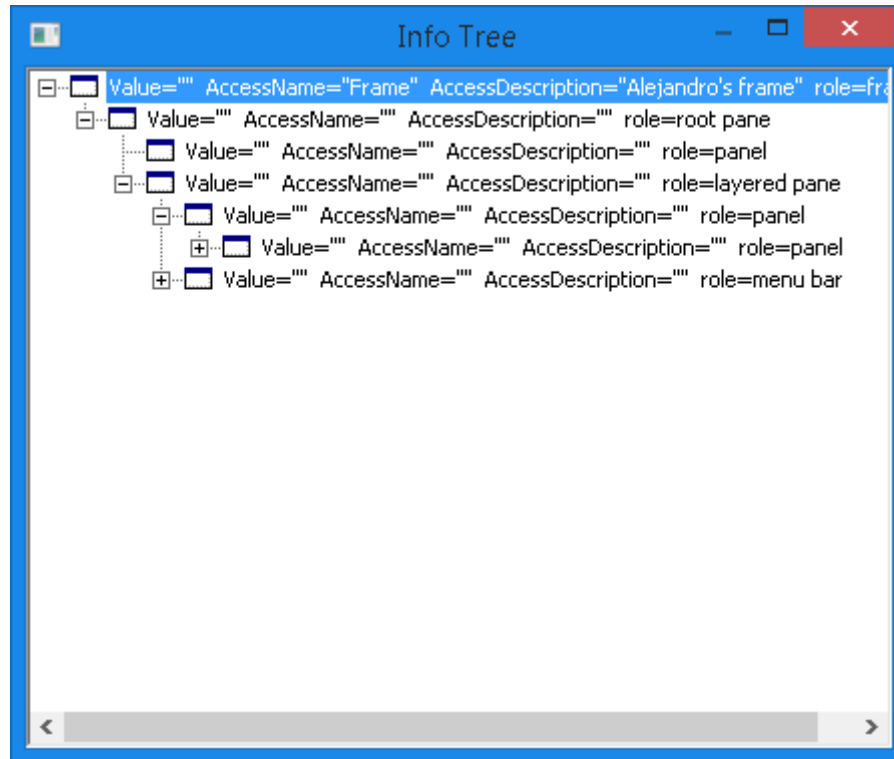 Info Tree
Value="" AccessName="Frame" AccessDescription="Alejandro's frame" role=fra
Value="" AccessName="" AccessDescription="" role=root pane
Value="" AccessName="" AccessDescription="" role=panel
Value="" AccessName="" AccessDescription="" role=layered pane
Value="" AccessName="" AccessDescription="" role=panel
Value="" AccessName="" AccessDescription="" role=panel
Value="" AccessName="" AccessDescription="" role=menu bar